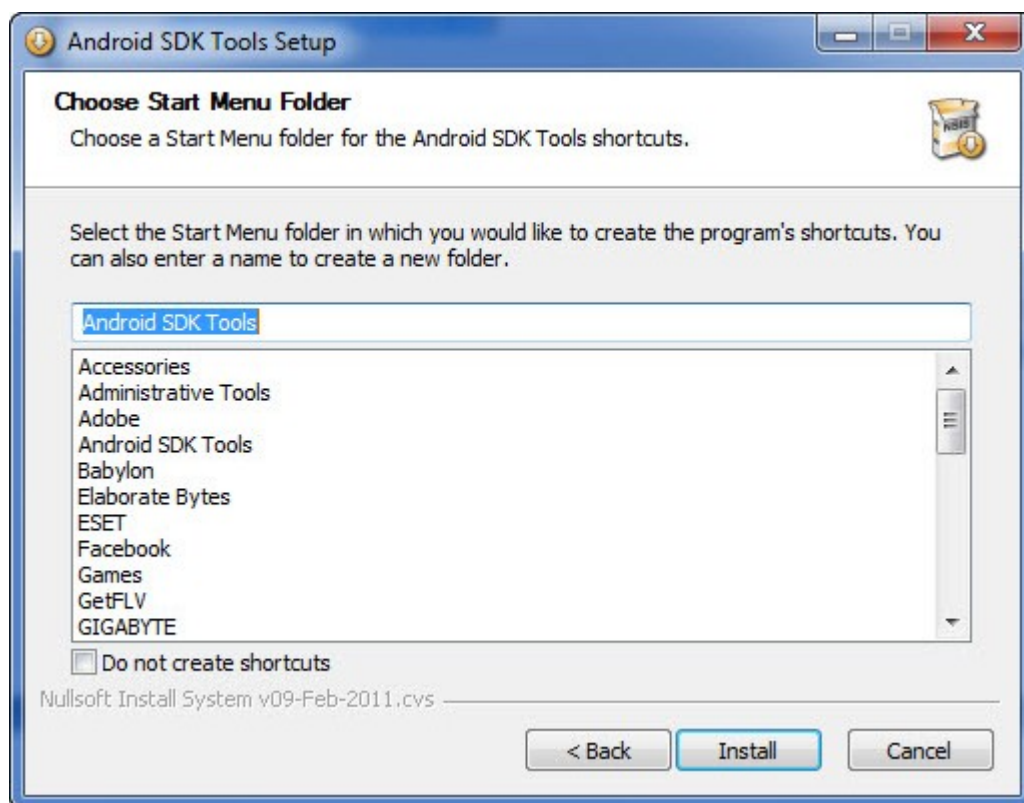 Android SDK Tools Setup
Choose Start Menu Folder
Choose a Start Menu folder for the Android SDK Tools shortcuts.
NSIS
Select the Start Menu folder in which you would like to create the program's shortcuts. You
can also enter a name to create a new folder.
Android SDK Tools
Accessories
Administrative Tools
Adobe
Android SDK Tools
Babylon
Elaborate Bytes
ESET
Facebook
Games
GetFLV
GIGABYTE
Do not create shortcuts
Nullsoft Install System v09-Feb-2011.cvs
< Back
Install
Cancel